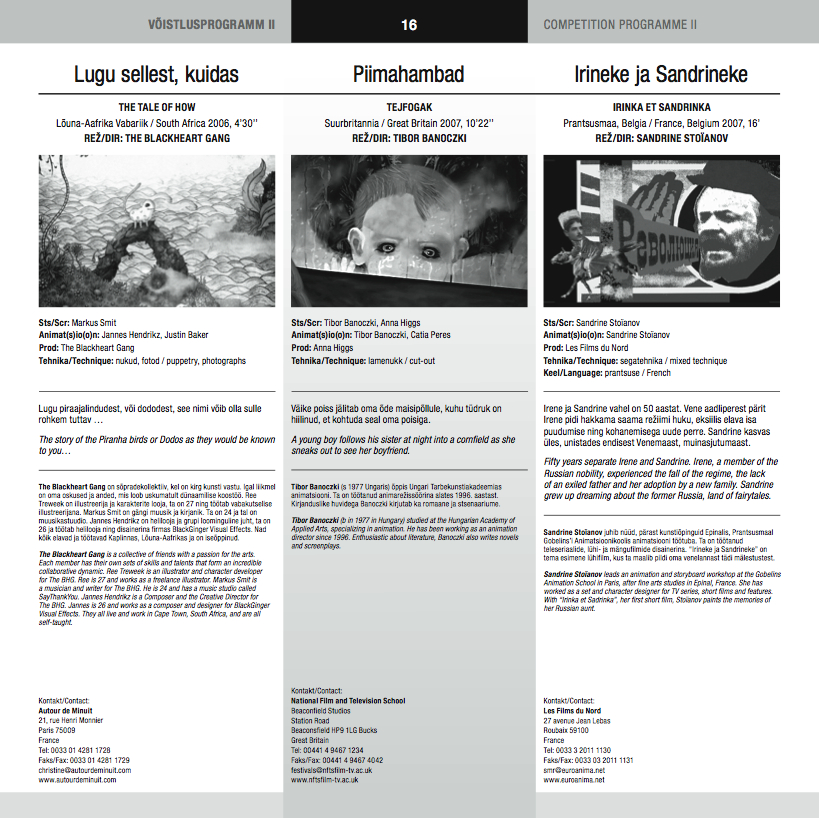 VÕISTLUSPROGRAMM II
16
COMPETITION PROGRAMME II
Lugu sellest, kuidas
THE TALE OF HOW
Lõuna-Aafrika Vabariik / South Africa 2006, 4'30''
REŽ/DIR: THE BLACKHEART GANG
Sts/Scr: Markus Smit
Animat(s)io(o)n: Jannes Hendrikz, Justin Baker
Prod: The Blackheart Gang
Tehnika/Technique: nukud, fotod / puppetry, photographs
Lugu piraajalindudest, või dododest, see nimi võib olla sulle
rohkem tuttav …
The story of the Piranha birds or Dodos as they would be known
to you…
The Blackheart Gang on sõpradekollektiiv, kel on kirg kunsti vastu. Igal liikmel
on oma oskused ja anded, mis loob uskumatult dünaamilise koostöö. Ree
Treweek on illustreerija ja karakterite looja, ta on 27 ning töötab vabakutselise
illustreerijana. Markus Smit on gängi muusik ja kirjanik. Ta on 24 ja tal on
muusikastuudio. Jannes Hendrikz on helilooja ja grupi loominguline juht, ta on
26 ja töötab helilooja ning disainerina firmas BlackGinger Visual Effects. Nad
kõik elavad ja töötavad Kaplinnas, Lõuna-Aafrikas ja on iseõppinud.
The Blackheart Gang is a collective of friends with a passion for the arts.
Each member has their own sets of skills and talents that form an incredible
collaborative dynamic. Ree Treweek is an illustrator and character developer
for The BHG. Ree is 27 and works as a freelance illustrator. Markus Smit is
a musician and writer for The BHG. He is 24 and has a music studio called
SayThankYou. Jannes Hendrikz is a Composer and the Creative Director for
The BHG. Jannes is 26 and works as a composer and designer for BlackGinger
Visual Effects. They all live and work in Cape Town, South Africa, and are all
self-taught.
Kontakt/Contact:
Autour de Minuit
21, rue Henri Monnier
Paris 75009
France
Tel: 0033 01 4281 1728
Faks/Fax: 0033 01 4281 1729
christine@autourdeminuit.com
www.autourdeminuit.com
Piimahambad
TEJFOGAK
Suurbritannia / Great Britain 2007, 10'22''
REŽ/DIR: TIBOR BANOCZKI
Sts/Scr: Tibor Banoczki, Anna Higgs
Animat(s)io(o)n: Tibor Banoczki, Catia Peres
Prod: Anna Higgs
Tehnika/Technique: lamenukk / cut-out
Väike poiss jälitab oma õde maisipõllule, kuhu tüdruk on
hiilinud, et kohtuda seal oma poisiga.
A young boy follows his sister at night into a cornfield as she
sneaks out to see her boyfriend.
Tibor Banoczki (s 1977 Ungaris) õppis Ungari Tarbekunstiakadeemias
animatsiooni. Ta on töötanud animarežissöörina alates 1996. aastast.
Kirjanduslike huvidega Banoczki kirjutab ka romaane ja stsenaariume.
Tibor Banoczki (b in 1977 in Hungary) studied at the Hungarian Academy of
Applied Arts, specializing in animation. He has been working as an animation
director since 1996. Enthusiastic about literature, Banoczki also writes novels
and screenplays.
Kontakt/Contact:
National Film and Television School
Beaconfield Studios
Station Road
Beaconsfield HP9 1LG Bucks
Great Britain
Tel: 00441 4 9467 1234
Faks/Fax: 00441 4 9467 4042
festivals@nftsfilm-tv.ac.uk
www.nftsfilm-tv.ac.uk
Irineke ja Sandrineke
IRINKA ET SANDRINKA
Prantsusmaa, Belgia / France, Belgium 2007, 16'
REŽ/DIR: SANDRINE STOÏANOV
Революция
Sts/Scr: Sandrine Stoïanov
Animat(s)io(o)n: Sandrine Stoïanov
Prod: Les Films du Nord
Tehnika/Technique: segatehnika / mixed technique
Keel/Language: prantsuse / French
Irene ja Sandrine vahel on 50 aastat. Vene aadliperest pärit
Irene pidi hakkama saama režiimi huku, eksiilis elava isa
puudumise ning kohanemisega uude perre. Sandrine kasvas
üles, unistades endisest Venemaast, muinasjutumaast.
Fifty years separate Irene and Sandrine. Irene, a member of the
Russian nobility, experienced the fall of the regime, the lack
of an exiled father and her adoption by a new family. Sandrine
grew up dreaming about the former Russia, land of fairytales.
Sandrine Stoïanov juhib nüüd, pärast kunstiõpinguid Epinalis, Prantsusmaal
Gobelins'i Animatsioonikoolis animatsiooni töötuba. Ta on töötanud
teleseriaalide, lühi- ja mängufilmide disainerina. "Irineke ja Sandrineke" on
tema esimene lühifilm, kus ta maalib pildi oma venelannast tädi mälestustest.
Sandrine Stoïanov leads an animation and storyboard workshop at the Gobelins
Animation School in Paris, after fine arts studies in Epinal, France. She has
worked as a set and character designer for TV series, short films and features.
With "Irinka et Sadrinka", her first short film, Stoïanov paints the memories of
her Russian aunt.
Kontakt/Contact:
Les Films du Nord
27 avenue Jean Lebas
Roubaix 59100
France
Tel: 0033 3 2011 1130
Faks/Fax: 0033 03 2011 1131
smr@euroanima.net
www.euroanima.net